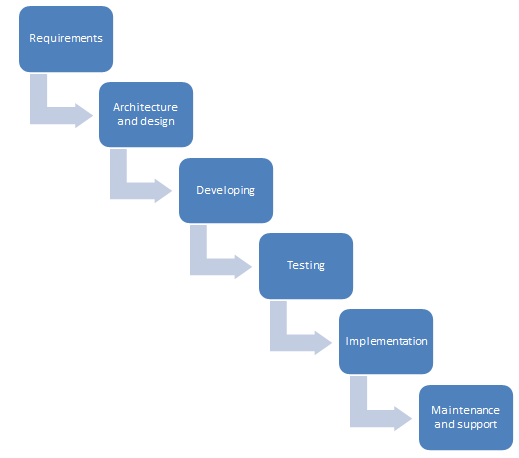 Requirements
Architecture
and design
Developing
Testing
Implementation
Maintenance
and support